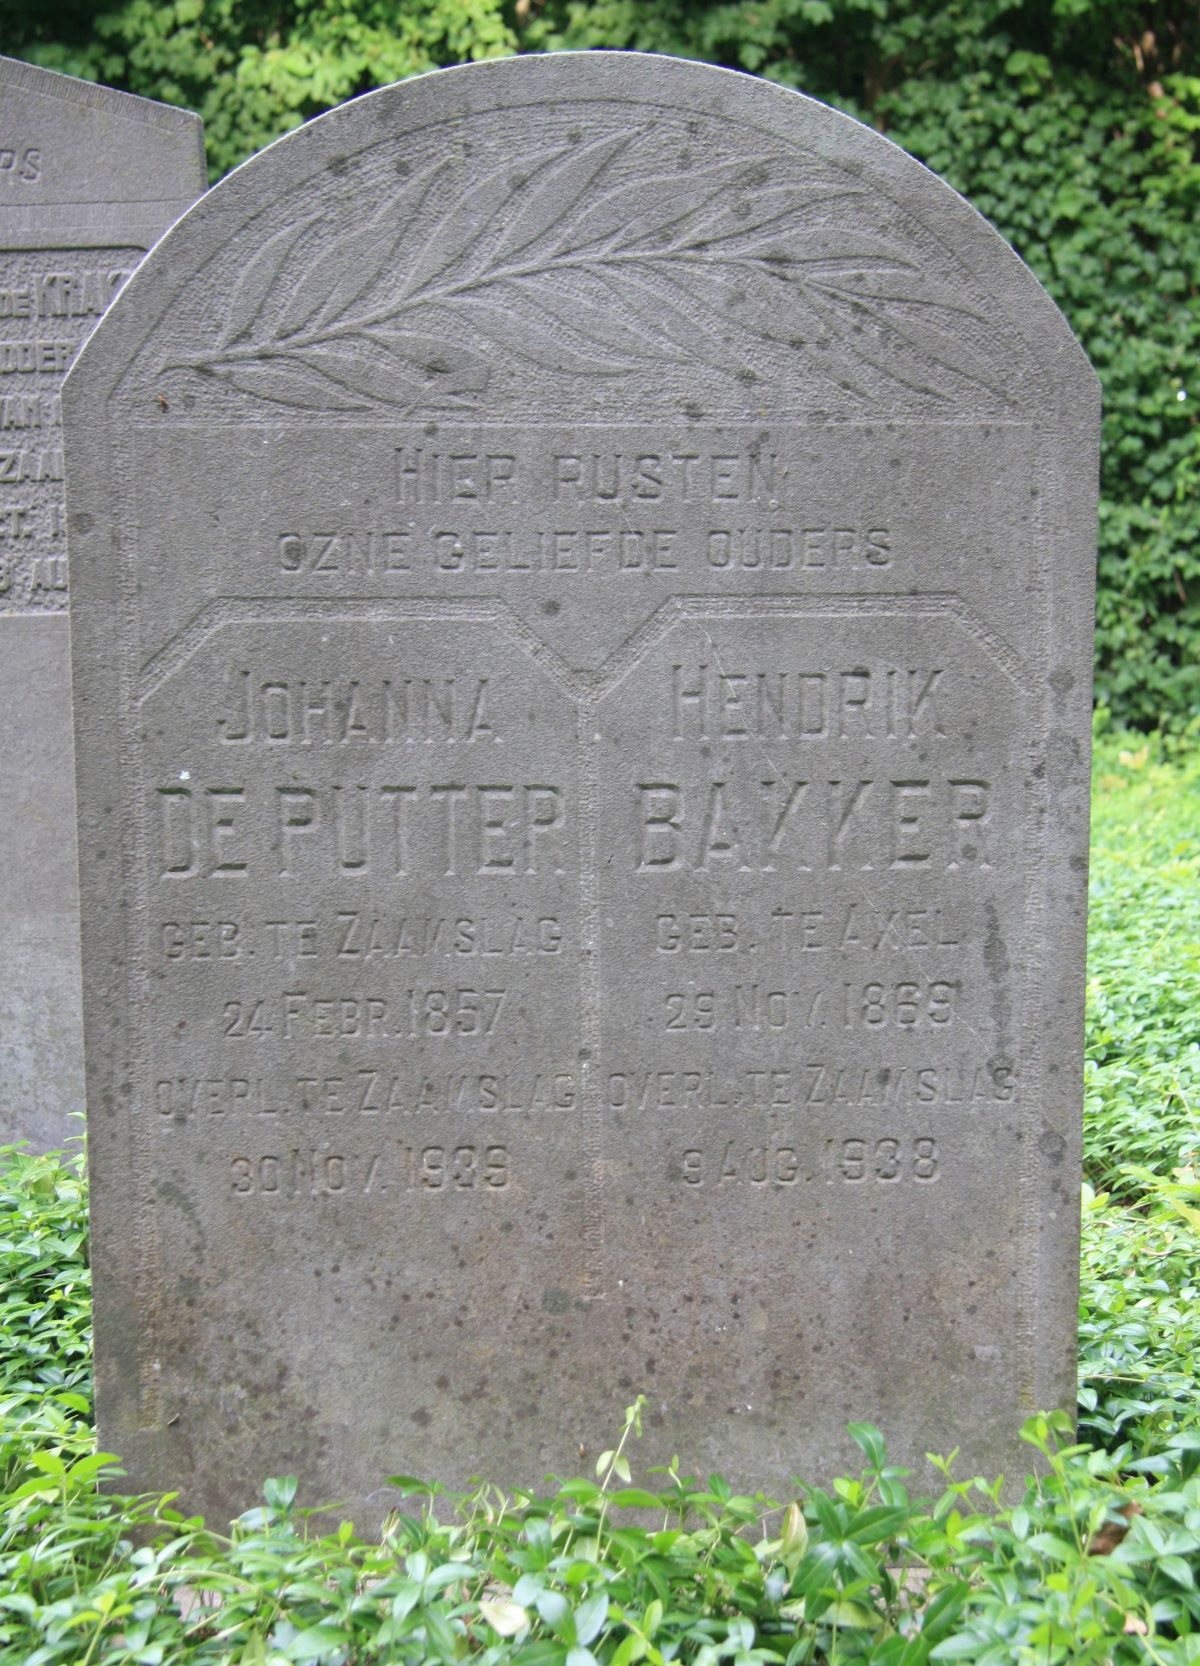 HIER RUSTEN
OZNE GELIEFDE OUDERS
JOHANNA
DE PUTTER
GEB. TE ZAAMSLAG
24 FEBR. 1857
OVERL. TE ZAAMSLAG
30 NOV. 1939
HENDRIK
BAKKER
GEB. TE AXEL
29 NOV. 1869
OVERL. TE ZAAMSLAG
9 AUG. 1938